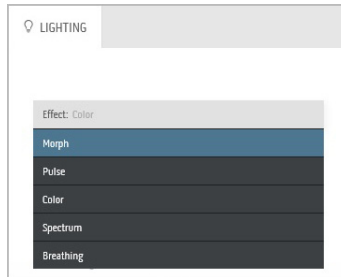 LIGHTING
Effect: Color
Morph
Pulse
Color
Spectrum
Breathing